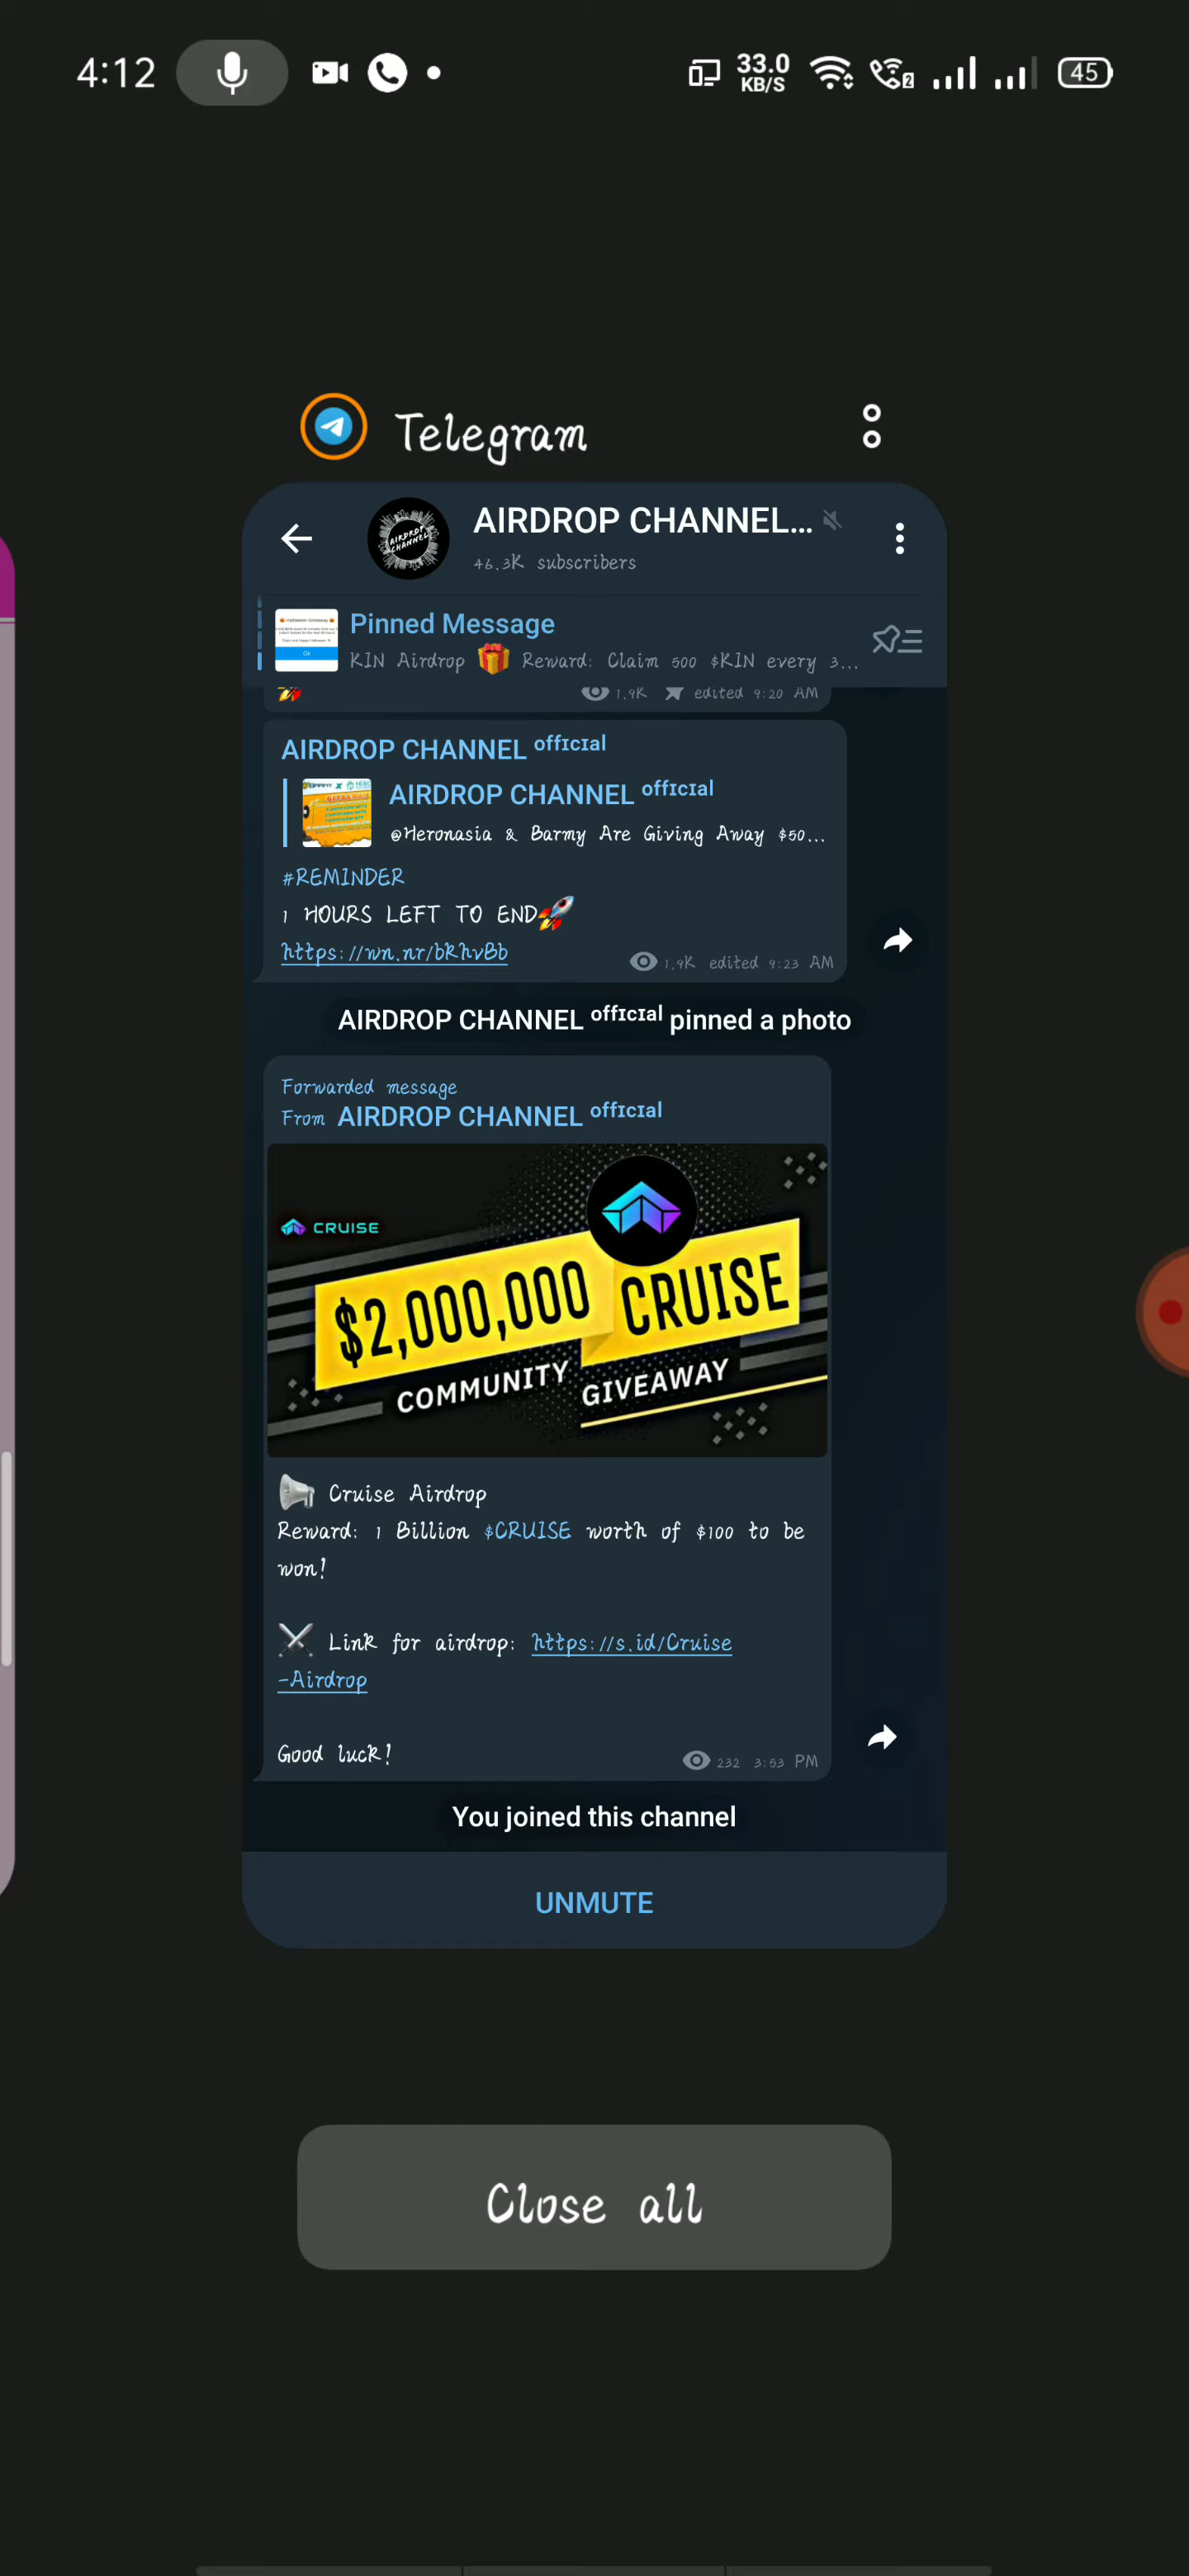 4:12
33.0
KB/S
2
45
Telegram
AIRDROP CHANNEL...
46.3K subscribers
Pinned Message
KIN Airdrop 🎁 Reward: Claim 500 $KIN every 3...
🚀 1.9K edited 9:20 AM
AIRDROP CHANNEL ᵒᶠᶠɪᶜɪᵃˡ
AIRDROP CHANNEL ᵒᶠᶠɪᶜɪᵃˡ
@Heronasia & Barmy Are Giving Away $50...
#REMINDER
1 HOURS LEFT TO END🚀
https://wn.nr/bRhvBb
1.9K edited 9:23 AM
AIRDROP CHANNEL ᵒᶠᶠɪᶜɪᵃˡ pinned a photo
Forwarded message
From AIRDROP CHANNEL ᵒᶠᶠɪᶜɪᵃˡ
CRUISE
$2,000,000 CRUISE
COMMUNITY GIVEAWAY
📢 Cruise Airdrop
Reward: 1 Billion $CRUISE worth of $100 to be
won!
⚔️ Link for airdrop: https://s.id/Cruise
-Airdrop
Good luck!
232 3:53 PM
You joined this channel
UNMUTE
Close all